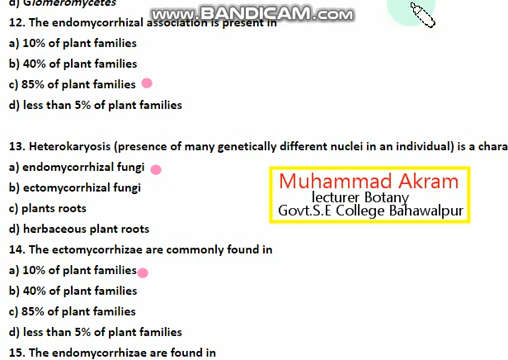 d) Glomeromycetes
WWW.BANDICAM.COM
12. The endomycorrhizal association is present in
a) 10% of plant families
b) 40% of plant families
c) 85% of plant families
d) less than 5% of plant families
13. Heterokaryosis (presence of many genetically different nuclei in an individual) is a chara
a) endomycorrhizal fungi
b) ectomycorrhizal fungi
c) plants roots
d) herbaceous plant roots
Muhammad Akram
lecturer Botany
Govt.S.E College Bahawalpur
14. The ectomycorrhizae are commonly found in
a) 10% of plant families
b) 40% of plant families
c) 85% of plant families
d) less than 5% of plant families
15. The endomycorrhizae are found in